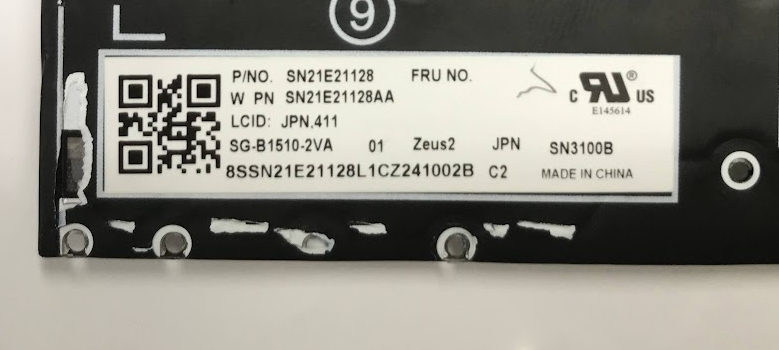 9
P/NO. SN21E21128 FRU NO.
W PN SN21E21128AA
LCID: JPN,411
SG-B1510-2VA 01 Zeus2 JPN SN3100B
8SSN21E21128L1CZ241002B C2 MADE IN CHINA
c RU ® US
E145614